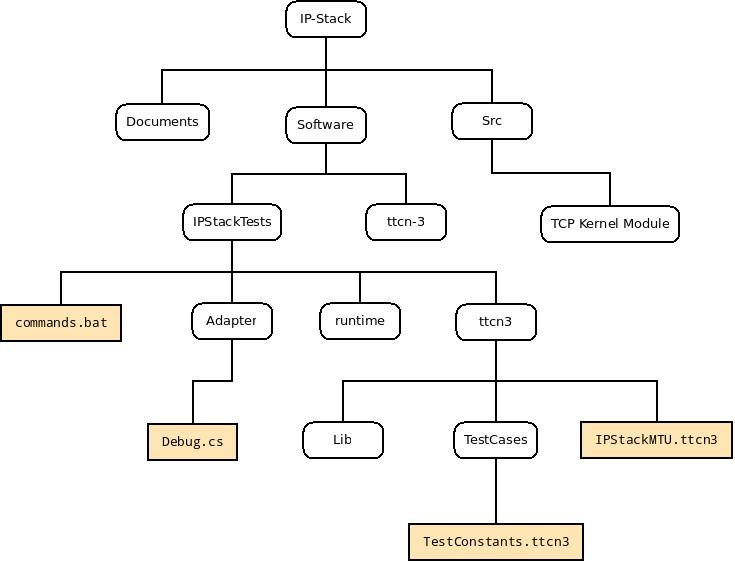 IP-Stack
Documents
Software
Src
IPStackTests
ttcn-3
TCP Kernel Module
commands.bat
Adapter
runtime
ttcn3
Debug.cs
Lib
TestCases
IPStackMTU.ttcn3
TestConstants.ttcn3